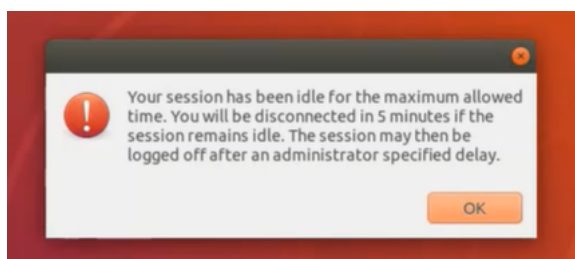 Your session has been idle for the maximum allowed
time. You will be disconnected in 5 minutes if the
session remains idle. The session may then be
logged off after an administrator specified delay.
OK